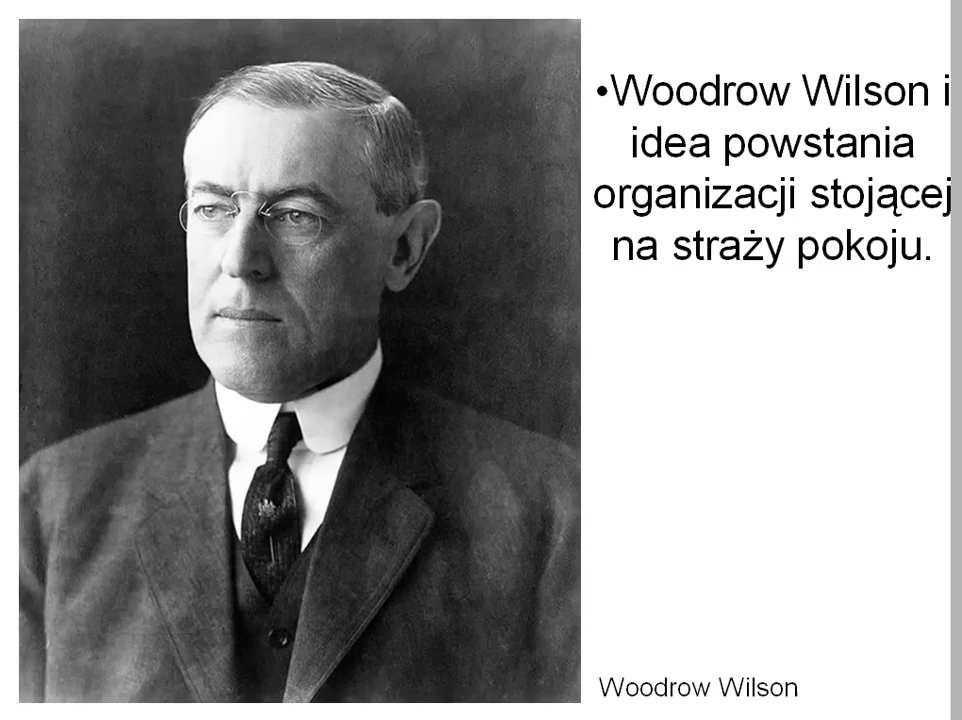 •Woodrow Wilson i
idea powstania
organizacji stojącej
na straży pokoju.
Woodrow Wilson